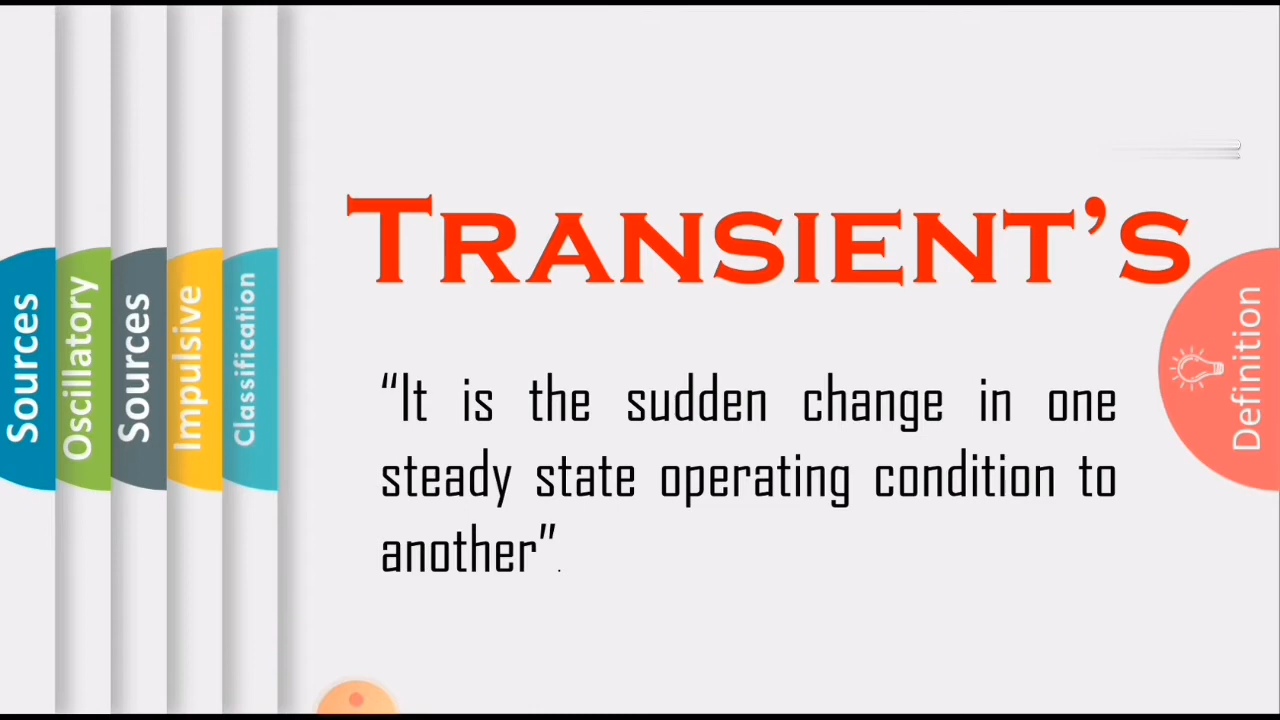 Sources
Oscillatory
Sources
Impulsive
Classification
TRANSIENT'S
“It is the sudden change in one
steady state operating condition to
another”.
Definition